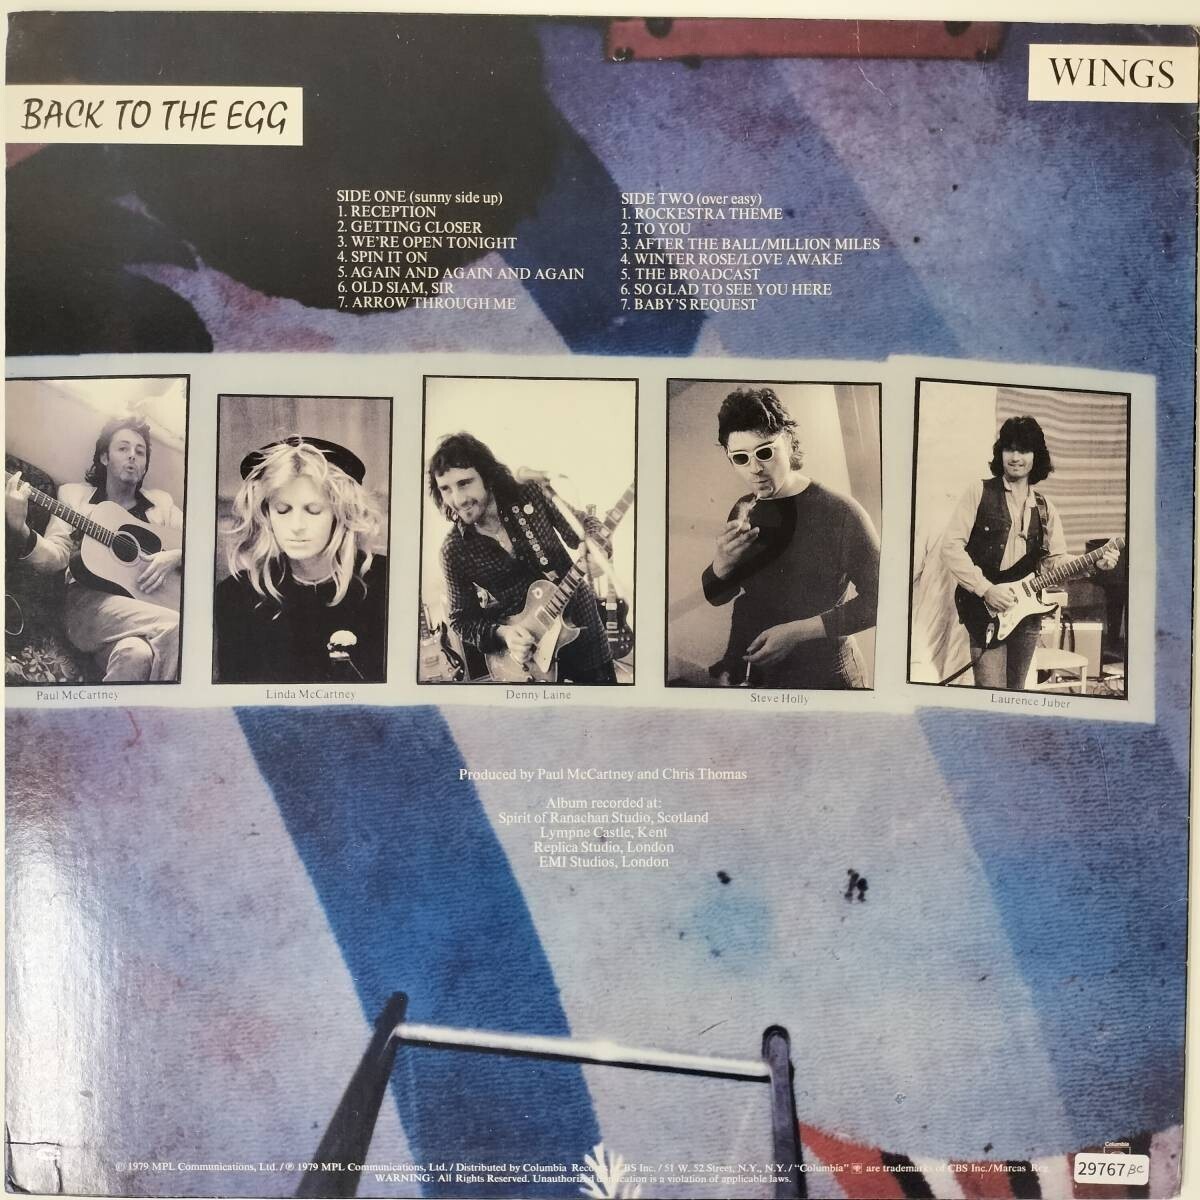 WINGS
BACK TO THE EGG
SIDE ONE (sunny side up)
1. RECEPTION
2. GETTING CLOSER
3. WE'RE OPEN TONIGHT
4. SPIN IT ON
5. AGAIN AND AGAIN AND AGAIN
6. OLD SIAM, SIR
7. ARROW THROUGH ME
SIDE TWO (over easy)
1. ROCKESTRA THEME
2. TO YOU
3. AFTER THE BALL/MILLION MILES
4. WINTER ROSE/LOVE AWAKE
5. THE BROADCAST
6. SO GLAD TO SEE YOU HERE
7. BABY'S REQUEST
Paul McCartney
Linda McCartney
Denny Laine
Steve Holly
Laurence Juber
Produced by Paul McCartney and Chris Thomas
Album recorded at:
Spirit of Ranachan Studio, Scotland
Lympne Castle, Kent
Replica Studio, London
EMI Studios, London
Columbia
© 1979 MPL Communications, Ltd. / ℗ 1979 MPL Communications, Ltd. / Distributed by Columbia Records/CBS Inc. / 51 W. 52 Street, N.Y., N.Y. / "Columbia" are trademarks of CBS Inc./Marcas Reg.
WARNING: All Rights Reserved. Unauthorized duplication is a violation of applicable laws.
29767 BC